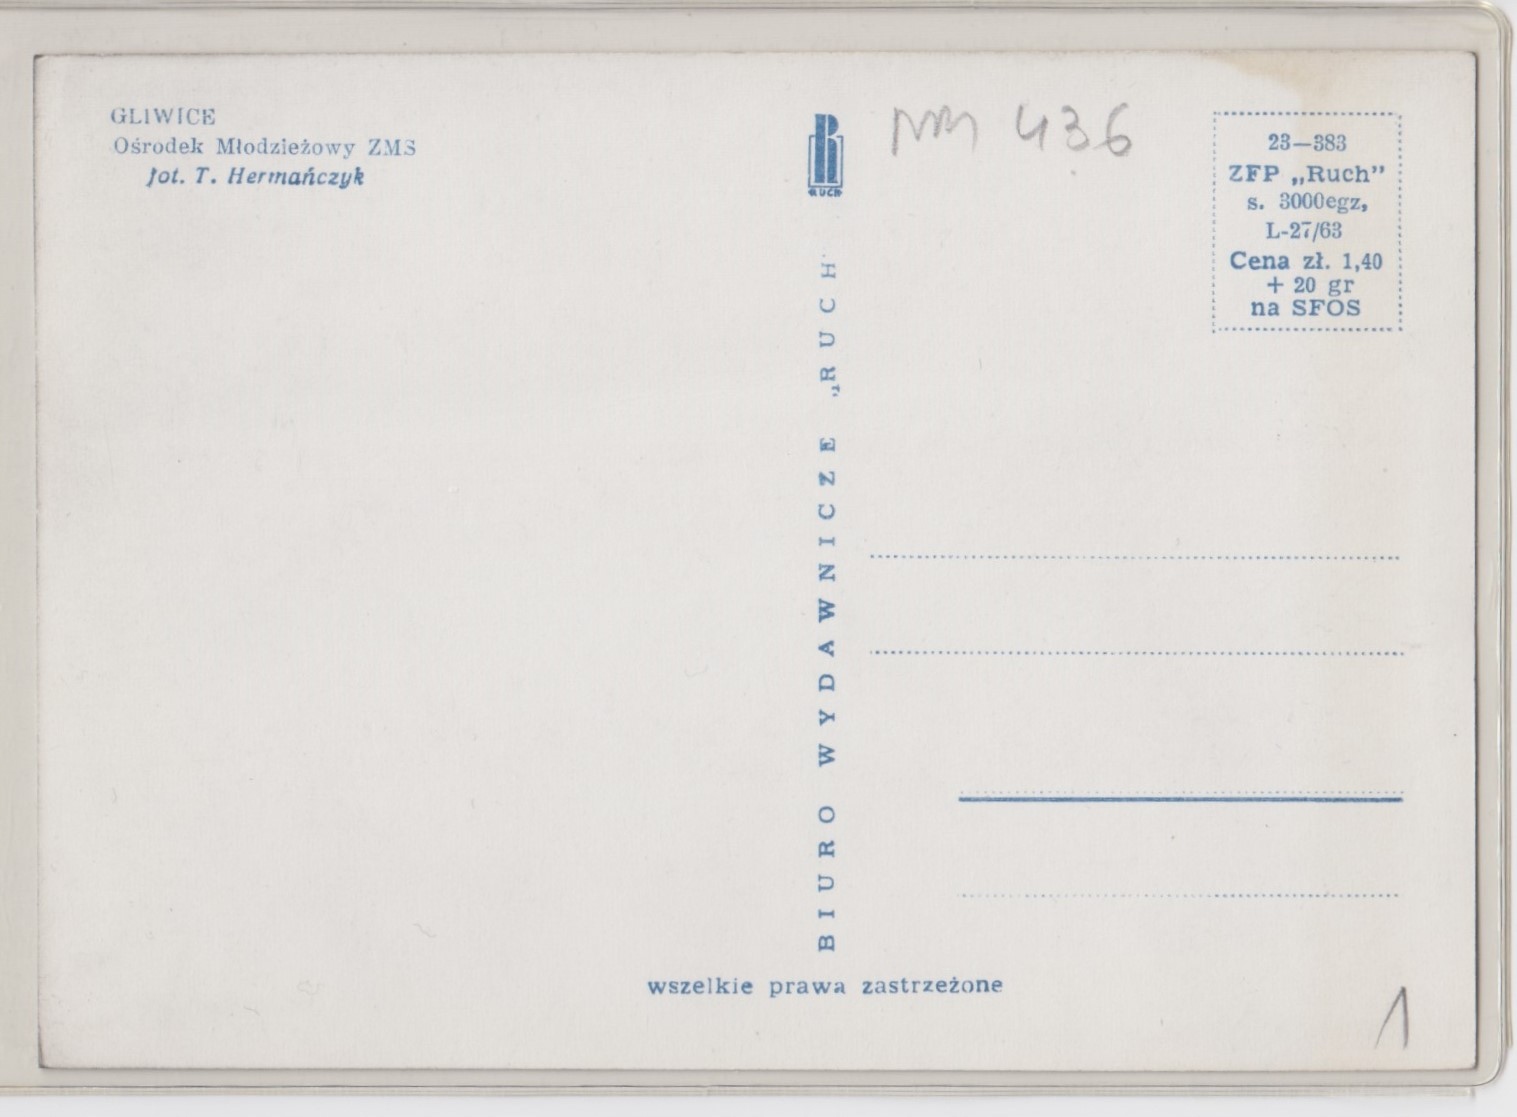 GLIWICE
Ośrodek Młodzieżowy ZMS
fot. T. Hermańczyk
RUCH
436
23—383
ZFP „Ruch”
s. 3000egz,
L-27/63
Cena zł. 1,40
+ 20 gr
na SFOS
BIURO WYDAWNICZE „RUCH
wszelkie prawa zastrzeżone
1